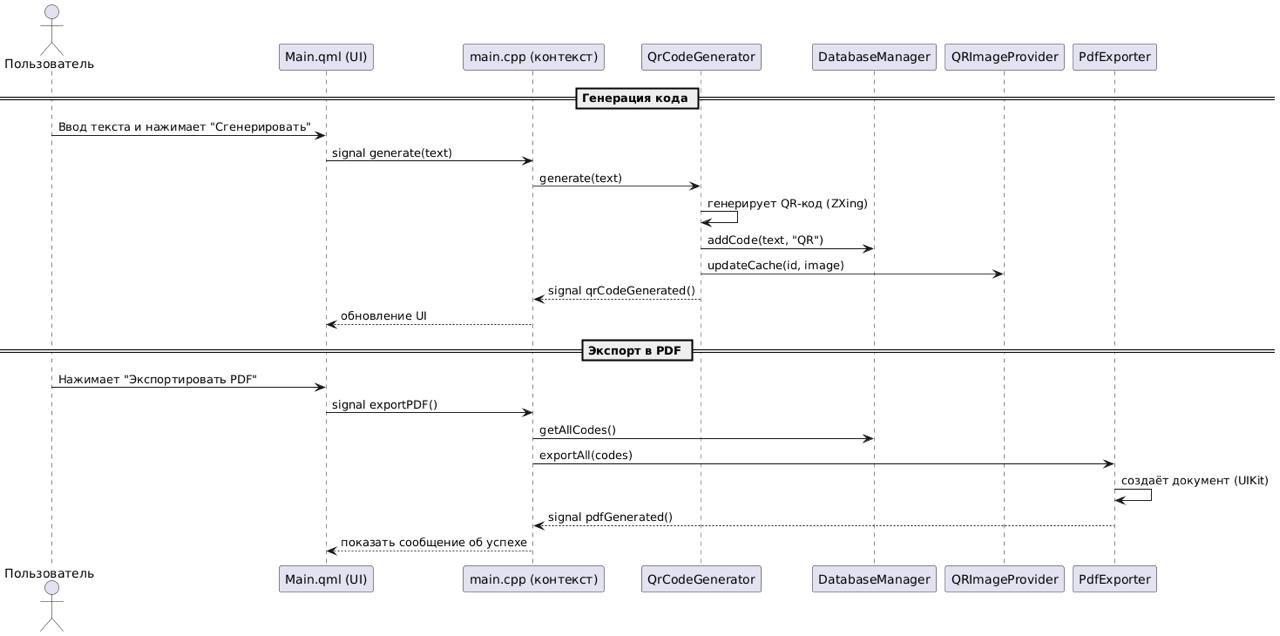 Пользователь
Main.qml (UI)
main.cpp (контекст)
QrCodeGenerator
DatabaseManager
QRImageProvider
PdfExporter
Генерация кода
Ввод текста и нажимает "Сгенерировать"
signal generate(text)
generate(text)
генерирует QR-код (ZXing)
addCode(text, "QR")
updateCache(id, image)
signal qrCodeGenerated()
обновление UI
Экспорт в PDF
Нажимает "Экспортировать PDF"
signal exportPDF()
getAllCodes()
exportAll(codes)
создаёт документ (UIKit)
signal pdfGenerated()
показать сообщение об успехе
Пользователь
Main.qml (UI)
main.cpp (контекст)
QrCodeGenerator
DatabaseManager
QRImageProvider
PdfExporter